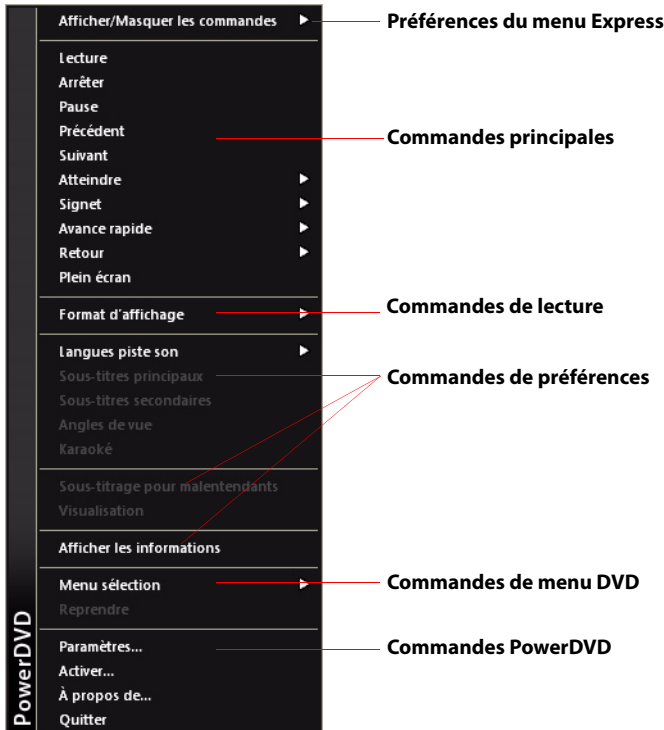 Afficher/Masquer les commandes
Préférences du menu Express
Lecture
Arrêter
Pause
Précédent
Commandes principales
Suivant
Atteindre
Signet
Avance rapide
Retour
Plein écran
Format d'affichage
Commandes de lecture
Langues piste son
Sous-titres principaux
Commandes de préférences
Sous-titres secondaires
Angles de vue
Karaoké
Sous-titrage pour malentendants
Visualisation
Afficher les informations
Menu sélection
Commandes de menu DVD
Reprendre
Paramètres...
Commandes PowerDVD
Activer...
À propos de...
Quitter
PowerDVD